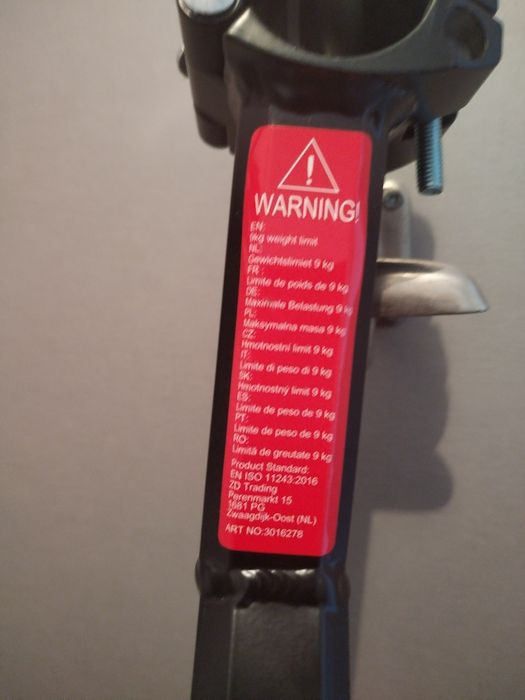 !
WARNING!
EN:
9kg weight limit
NL:
Gewichtslimiet 9 kg
FR:
Limite de poids de 9 kg
DE:
Maximale Belastung 9 kg
PL:
Maksymalna masa 9 kg
CZ:
Hmotnostní limit 9 kg
IT:
Limite di peso di 9 kg
SK:
Hmotnostný limit 9 kg
ES:
Limite de peso de 9 kg
PT:
Limite de peso de 9 kg
RO:
Limită de greutate 9 kg
Product Standard:
EN ISO 11243:2016
ZD Trading
Perenmarkt 15
1681 PG
Zwaagdijk-Oost (NL)
ART NO:3016278